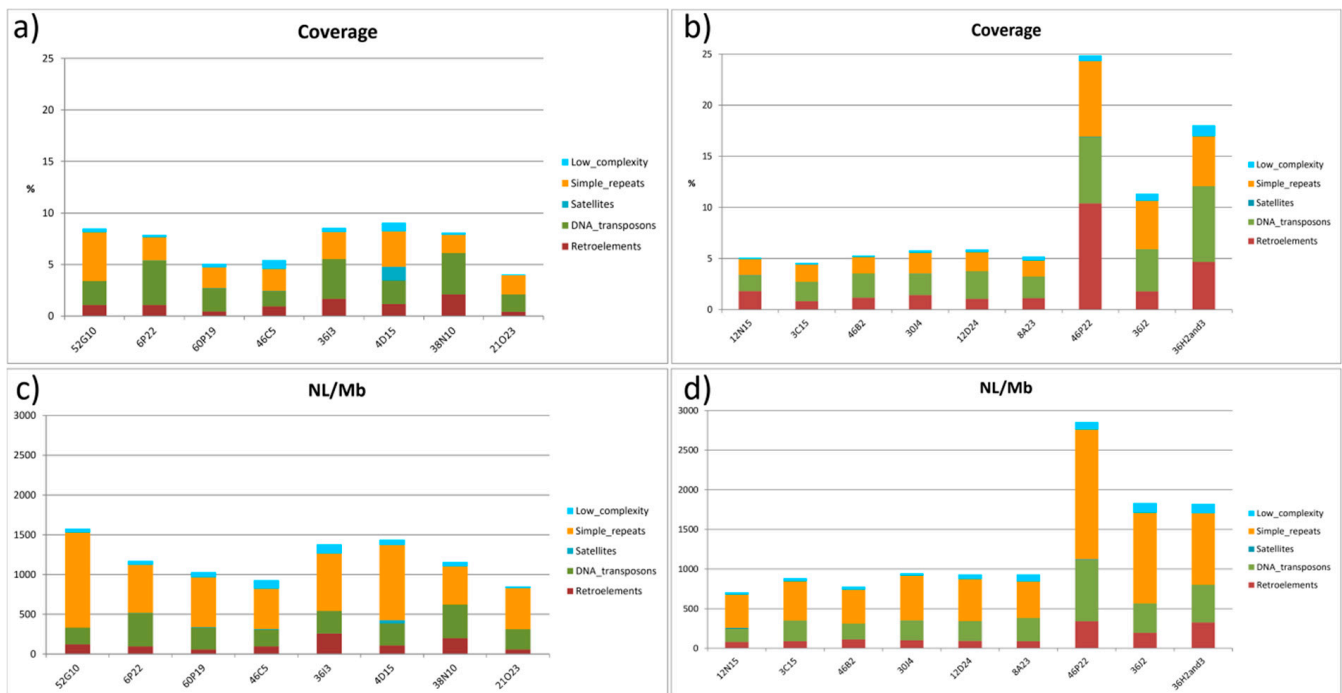 a)
Coverage
25
20
15
10
5
0
%
52G10
6P22
60P19
46C5
36I3
4D15
38N10
21O23
Low_complexity
Simple_repeats
Satellites
DNA_transposons
Retroelements
b)
Coverage
25
20
15
10
5
0
%
12N15
3C15
46B2
30J4
12D24
8A23
46P22
36J2
36H2and3
Low_complexity
Simple_repeats
Satellites
DNA_transposons
Retroelements
c)
NL/Mb
3000
2500
2000
1500
1000
500
0
52G10
6P22
60P19
46C5
36I3
4D15
38N10
21O23
Low_complexity
Simple_repeats
Satellites
DNA_transposons
Retroelements
d)
NL/Mb
3000
2500
2000
1500
1000
500
0
12N15
3C15
46B2
30J4
12D24
8A23
46P22
36J2
36H2and3
Low_complexity
Simple_repeats
Satellites
DNA_transposons
Retroelements